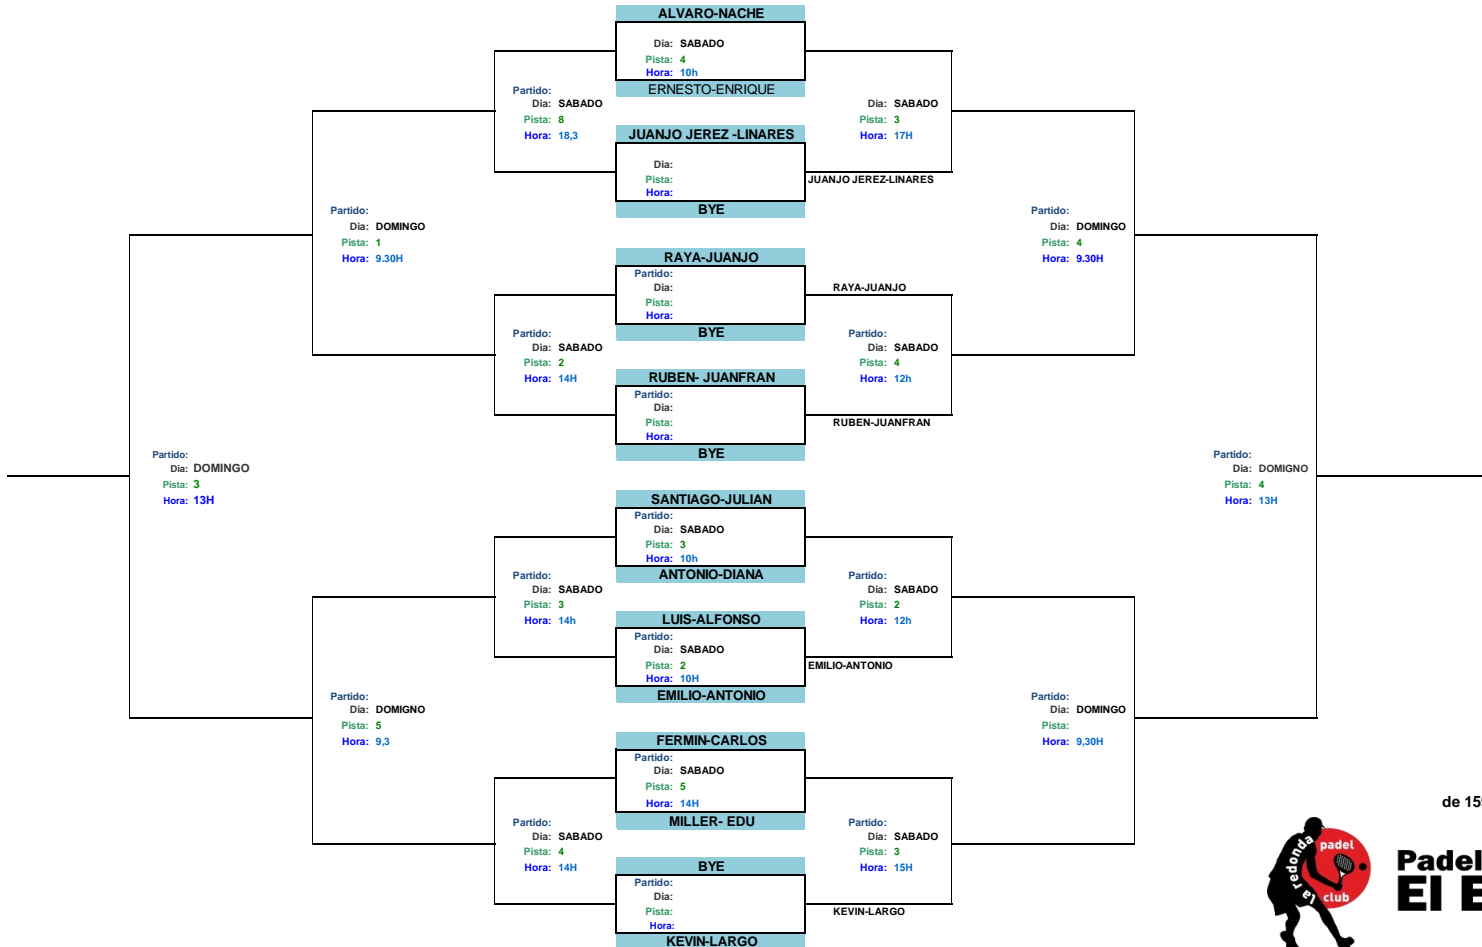 ALVARO-NACHE
Dia: SABADO
Pista: 4
Hora: 10h
ERNESTO-ENRIQUE
Partido:
Dia: SABADO
Pista: 8
Hora: 18,3
Dia: SABADO
Pista: 3
Hora: 17H
JUANJO JEREZ -LINARES
Dia:
Pista:
Hora:
BYE
JUANJO JEREZ-LINARES
Partido:
Dia: DOMINGO
Pista: 1
Hora: 9.30H
Partido:
Dia: DOMINGO
Pista: 4
Hora: 9.30H
RAYA-JUANJO
Partido:
Dia:
Pista:
Hora:
BYE
RAYA-JUANJO
Partido:
Dia: SABADO
Pista: 2
Hora: 14H
Partido:
Dia: SABADO
Pista: 4
Hora: 12h
RUBEN- JUANFRAN
Partido:
Dia:
Pista:
Hora:
BYE
RUBEN-JUANFRAN
Partido:
Dia: DOMINGO
Pista: 3
Hora: 13H
Partido:
Dia: DOMIGNO
Pista: 4
Hora: 13H
SANTIAGO-JULIAN
Partido:
Dia: SABADO
Pista: 3
Hora: 10h
ANTONIO-DIANA
Partido:
Dia: SABADO
Pista: 3
Hora: 14h
Partido:
Dia: SABADO
Pista: 2
Hora: 12h
LUIS-ALFONSO
Partido:
Dia: SABADO
Pista: 2
Hora: 10H
EMILIO-ANTONIO
EMILIO-ANTONIO
Partido:
Dia: DOMIGNO
Pista: 5
Hora: 9,3
Partido:
Dia: DOMINGO
Pista:
Hora: 9,30H
FERMIN-CARLOS
Partido:
Dia: SABADO
Pista: 5
Hora: 14H
MILLER- EDU
Partido:
Dia: SABADO
Pista: 4
Hora: 14H
Partido:
Dia: SABADO
Pista: 3
Hora: 15H
BYE
Partido:
Dia:
Pista:
Hora:
KEVIN-LARGO
KEVIN-LARGO
de 15
padel
la redonda
club
Padel
El E